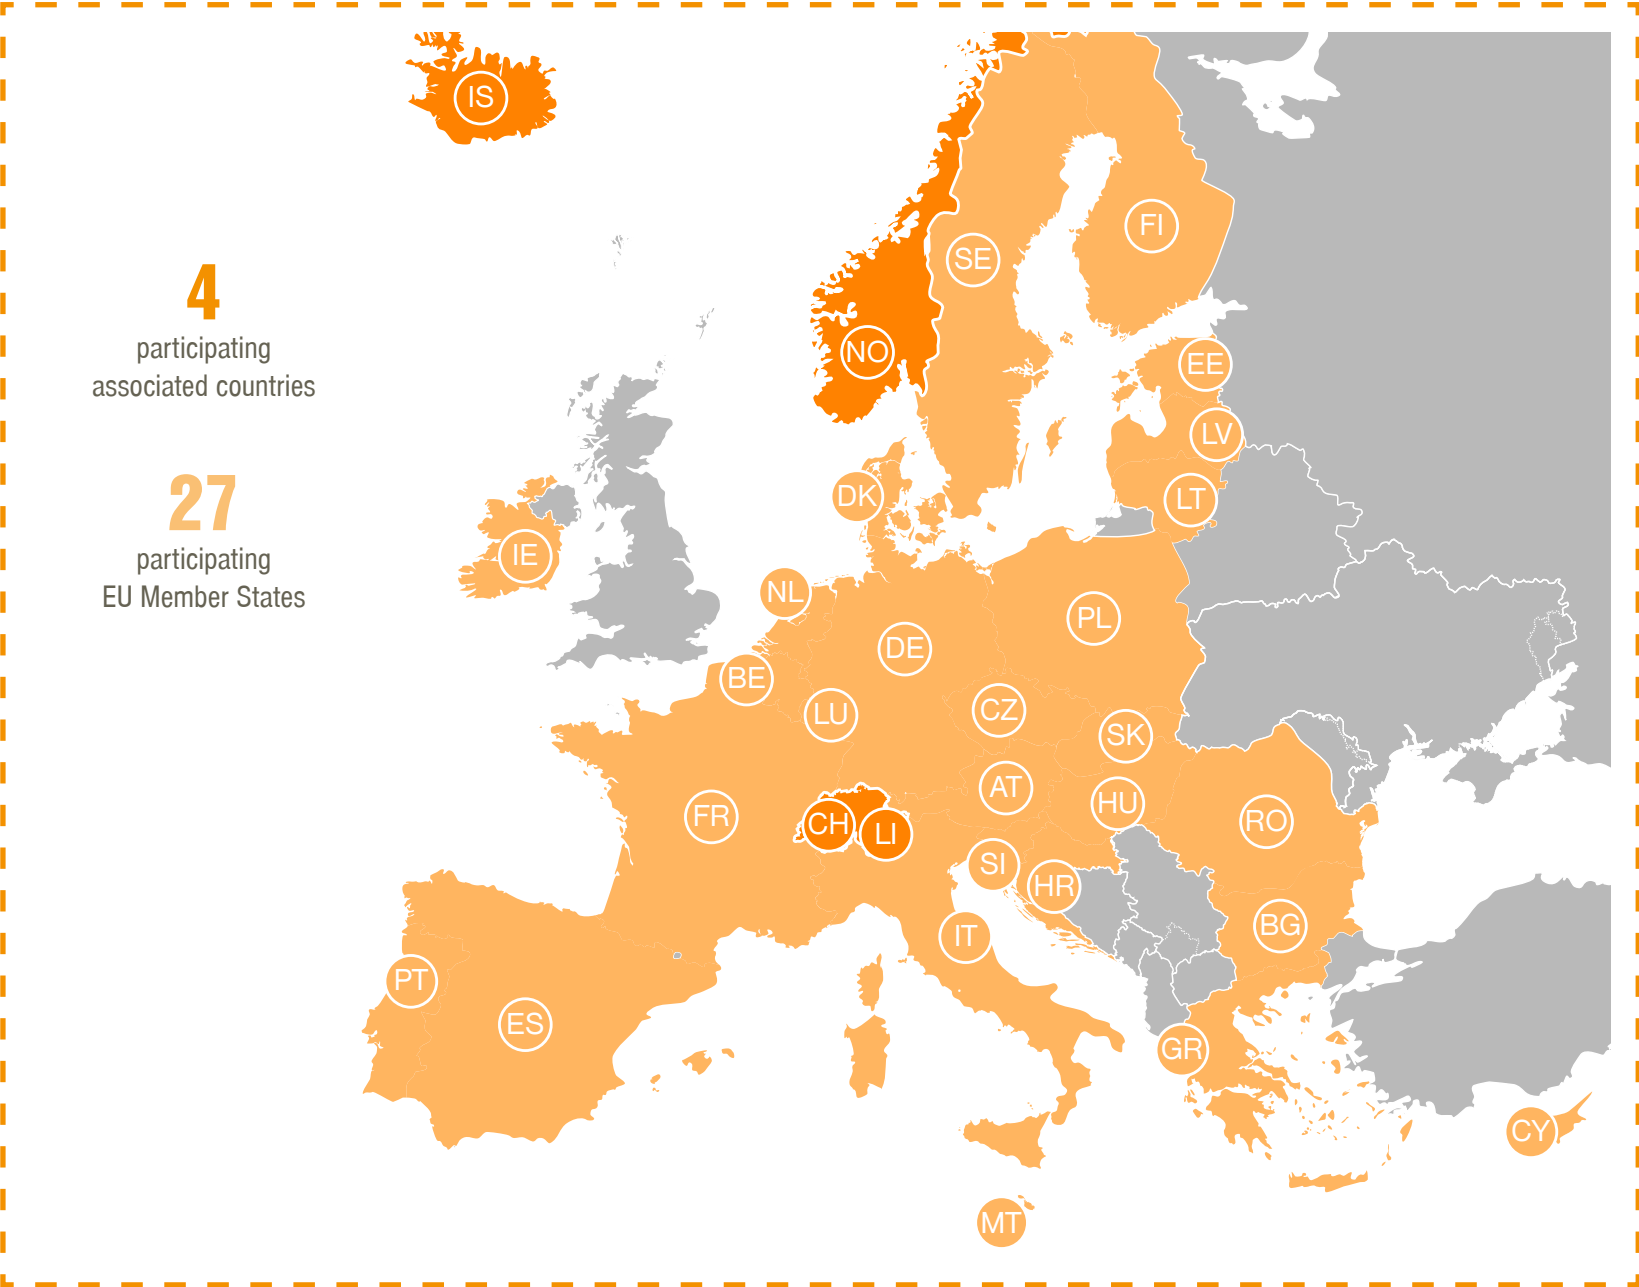 4
participating
associated countries
27
participating
EU Member States
IS
FI
SE
NO
EE
LV
LT
DK
IE
NL
PL
DE
BE
LU
CZ
SK
AT
HU
FR
CH
LI
RO
SI
HR
BG
IT
PT
ES
GR
CY
MT